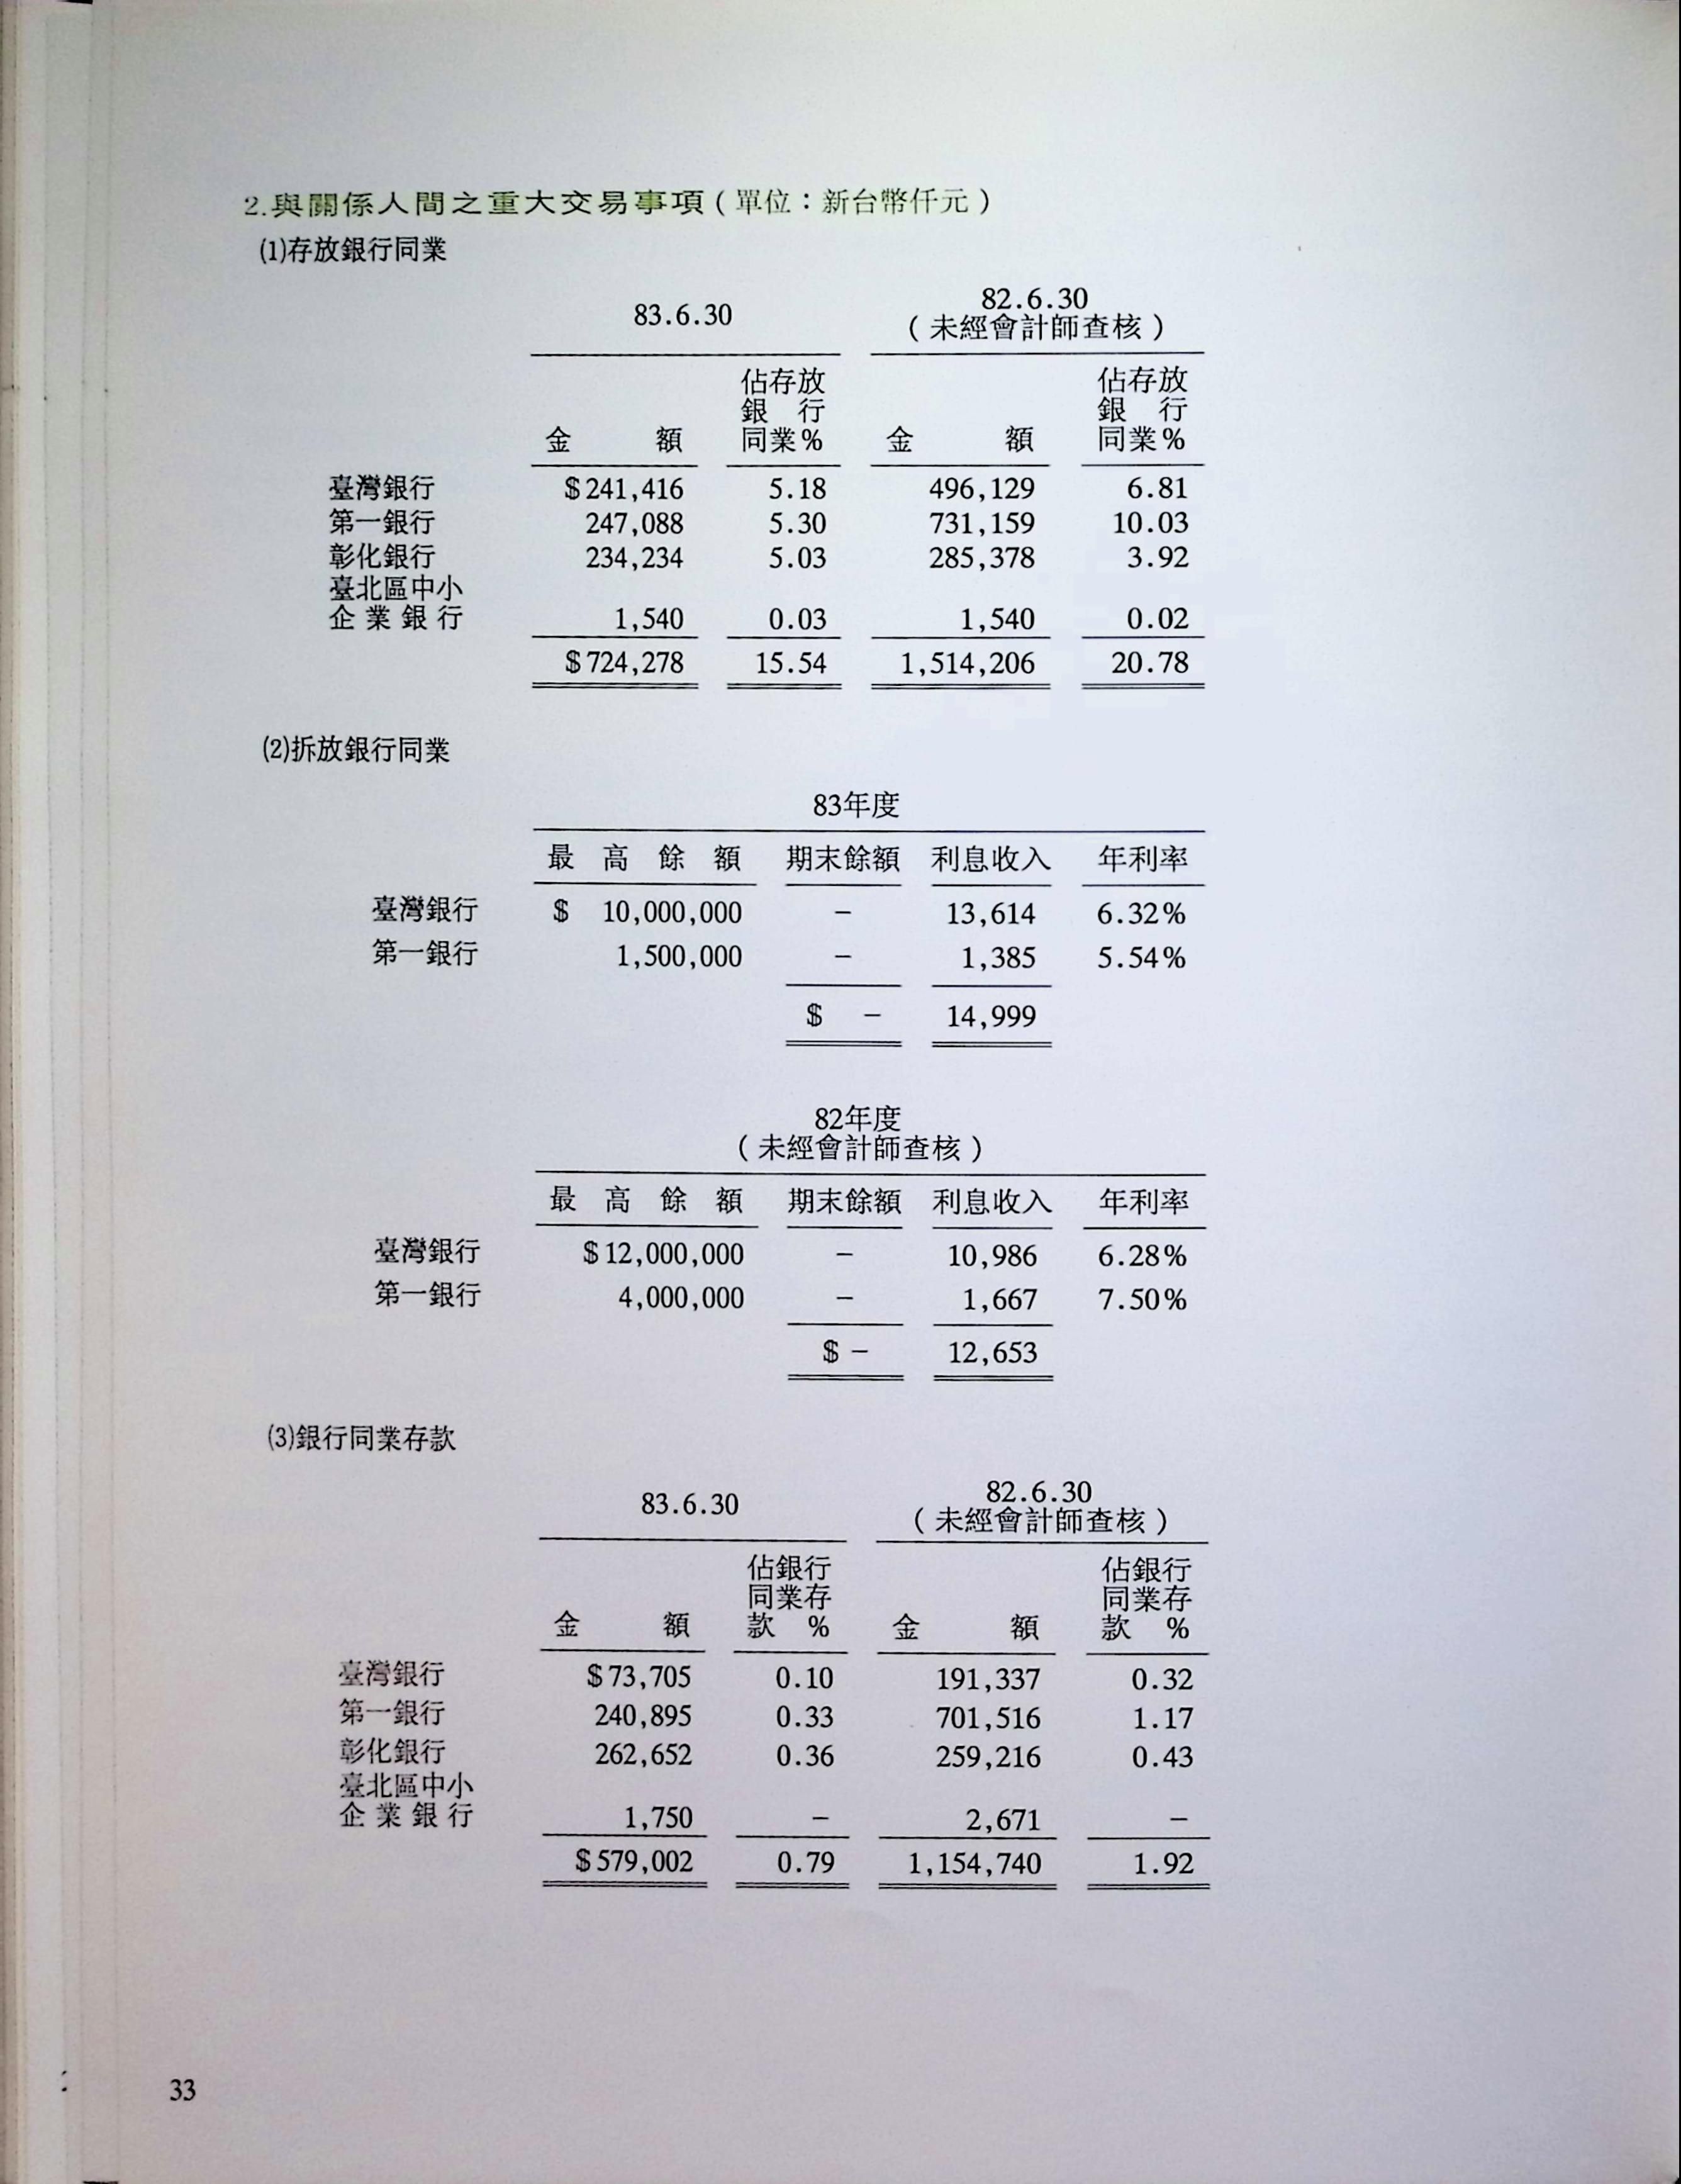 2.與關係人間之重大交易事項(單位：新台幣仟元)
(1)存放銀行同業
83.6.30 82.6.30
(未經會計師查核)
佔存放 佔存放
銀 行 銀 行
金 額 同業% 金 額 同業%
臺灣銀行 $241,416 5.18 496,129 6.81
第一銀行 247,088 5.30 731,159 10.03
彰化銀行 234,234 5.03 285,378 3.92
臺北區中小
企業銀行 1,540 0.03 1,540 0.02
$724,278 15.54 1,514,206 20.78
(2)拆放銀行同業
83年度
最高餘額 期末餘額 利息收入 年利率
臺灣銀行 $ 10,000,000 － 13,614 6.32%
第一銀行 1,500,000 － 1,385 5.54%
$ － 14,999
82年度
(未經會計師查核)
最高餘額 期末餘額 利息收入 年利率
臺灣銀行 $12,000,000 － 10,986 6.28%
第一銀行 4,000,000 － 1,667 7.50%
$－ 12,653
(3)銀行同業存款
83.6.30 82.6.30
(未經會計師查核)
佔銀行 佔銀行
同業存 同業存
金 額 款 % 金 額 款 %
臺灣銀行 $73,705 0.10 191,337 0.32
第一銀行 240,895 0.33 701,516 1.17
彰化銀行 262,652 0.36 259,216 0.43
臺北區中小
企業銀行 1,750 － 2,671 －
$579,002 0.79 1,154,740 1.92
33